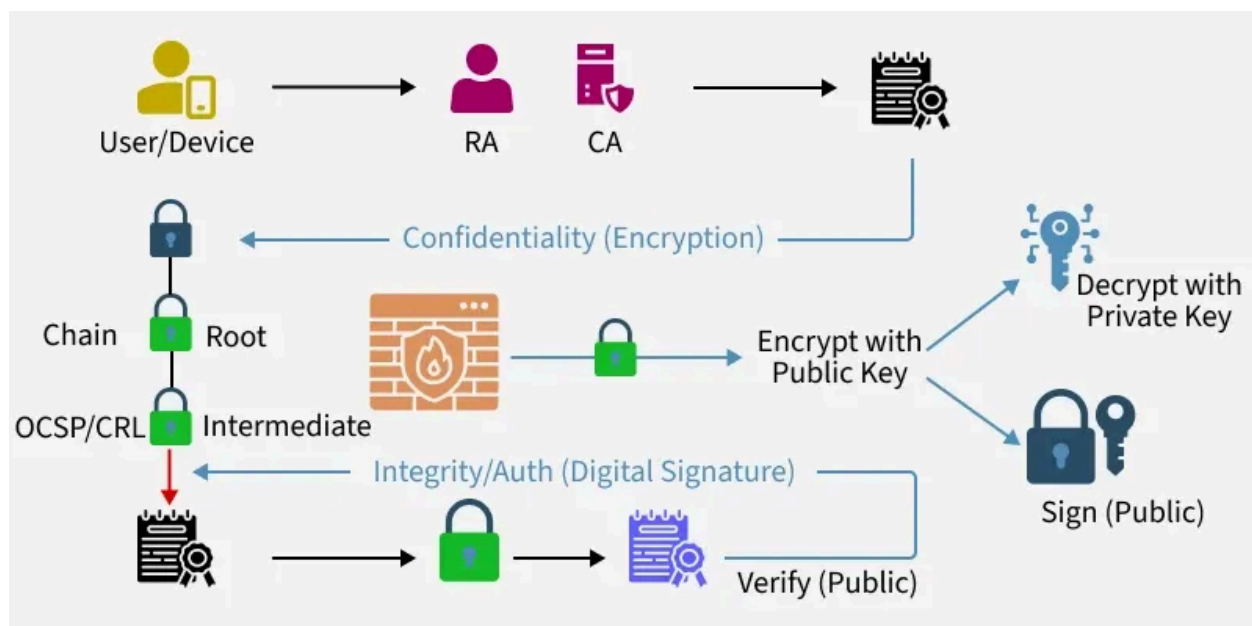 User/Device
RA
CA
Confidentiality (Encryption)
Chain
Root
Encrypt with
Public Key
Decrypt with
Private Key
OCSP/CRL
Intermediate
Integrity/Auth (Digital Signature)
Sign (Public)
Verify (Public)